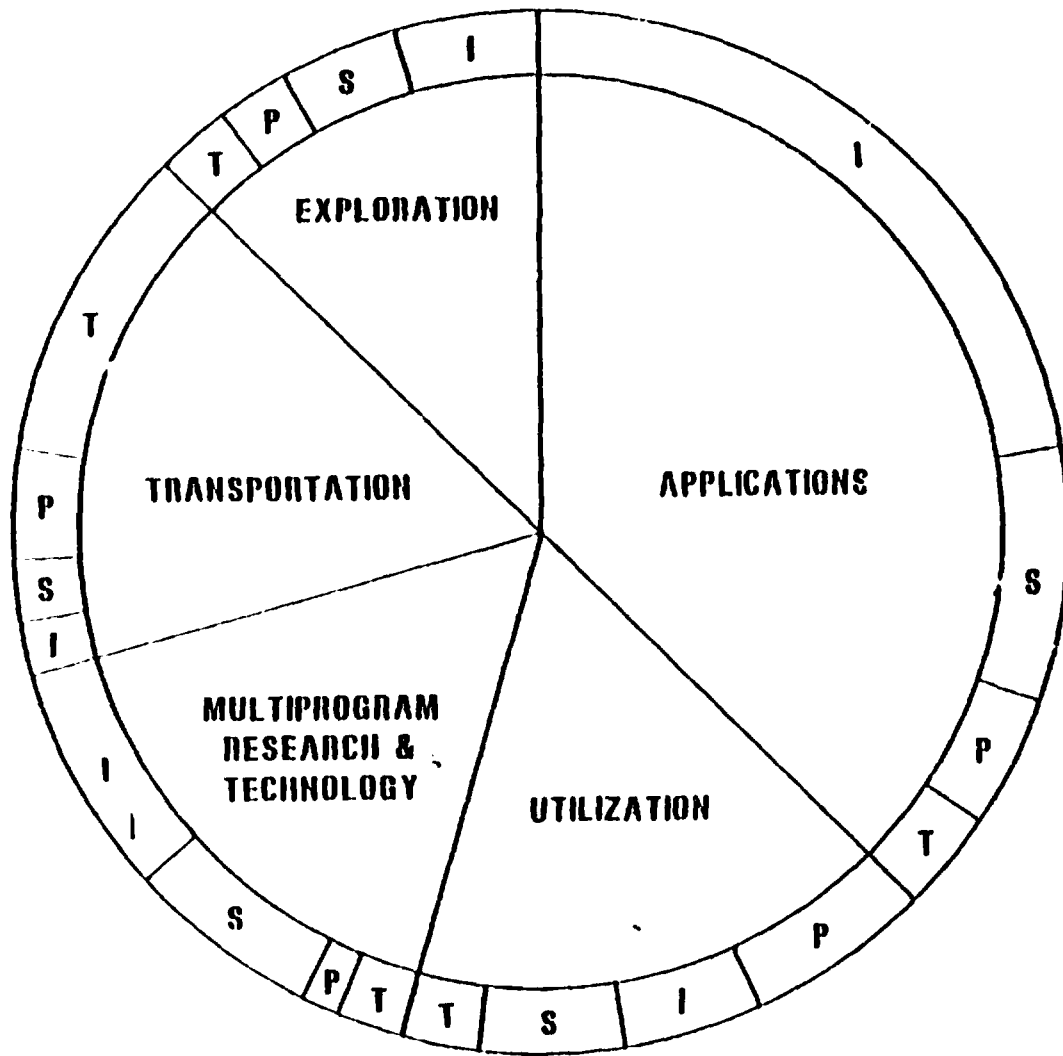 I
S
P
T
EXPLORATION
I
T
TRANSPORTATION
APPLICATIONS
P
S
S
I
MULTIPROGRAM
RESEARCH &
TECHNOLOGY
UTILIZATION
P
I
T
S
P
P
T
T
S
I